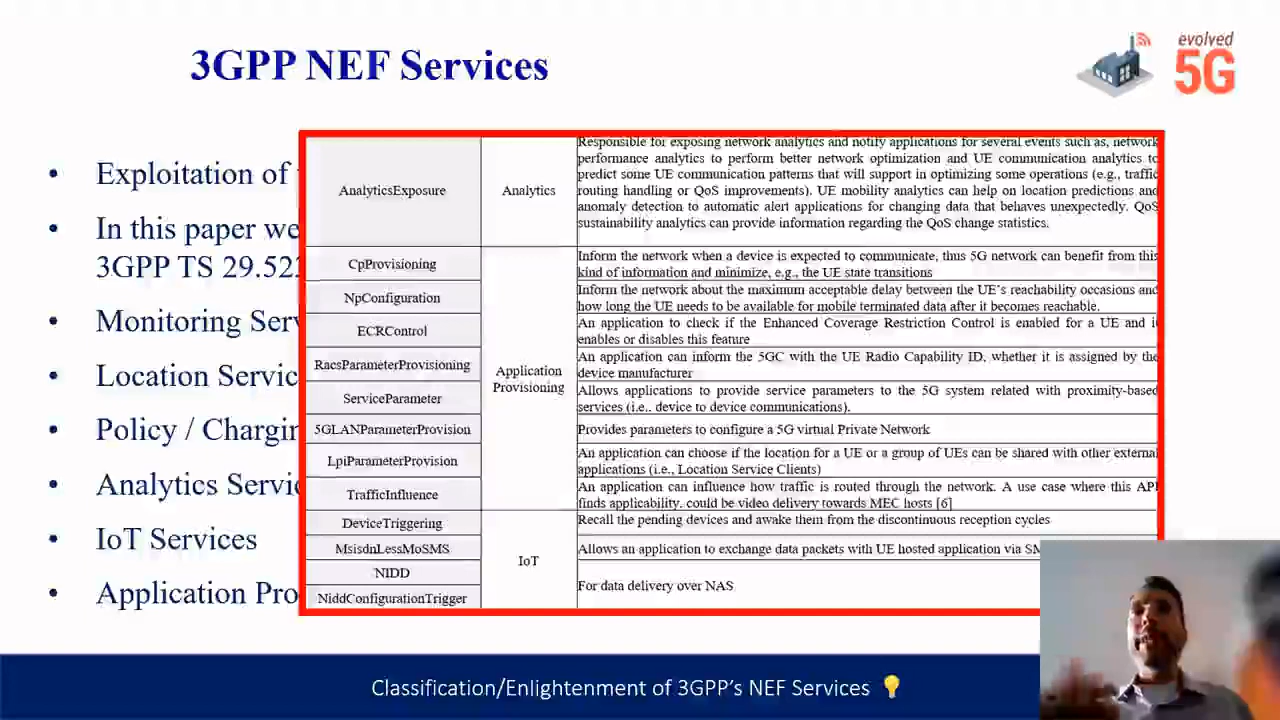 3GPP NEF Services
evolved
5G
Exploitation of
In this paper we
3GPP TS 29.522
Monitoring Serv
Location Servic
Policy / Chargin
Analytics Servic
IoT Services
Application Pro
AnalyticsExposure
Analytics
Responsible for exposing network analytics and notify applications for several events such as, network
performance analytics to perform better network optimization and UE communication analytics to
predict some UE communication patterns that will support in optimizing some operations (e.g., traffic
routing handling or QoS improvements). UE mobility analytics can help on location predictions and
anomaly detection to automatic alert applications for changing data that behaves unexpectedly. QoS
sustainability analytics can provide information regarding the QoS change statistics.
CpProvisioning
Inform the network when a device is expected to communicate, thus 5G network can benefit from this
kind of information and minimize, e.g., the UE state transitions
NpConfiguration
Inform the network about the maximum acceptable delay between the UE's reachability occasions and
how long the UE needs to be available for mobile terminated data after it becomes reachable.
ECRControl
An application to check if the Enhanced Coverage Restriction Control is enabled for a UE and it
enables or disables this feature
RacsParameterProvisioning
An application can inform the 5GC with the UE Radio Capability ID, whether it is assigned by the
device manufacturer
Application
Provisioning
ServiceParameter
Allows applications to provide service parameters to the 5G system related with proximity-based
services (i.e., device to device communications).
5GLANParameterProvision
Provides parameters to configure a 5G virtual Private Network
LpiParameterProvision
An application can choose if the location for a UE or a group of UEs can be shared with other external
applications (i.e., Location Service Clients)
TrafficInfluence
An application can influence how traffic is routed through the network. A use case where this API
finds applicability, could be video delivery towards MEC hosts [6]
DeviceTriggering
Recall the pending devices and awake them from the discontinuous reception cycles
MsisdnLessMoSMS
IoT
Allows an application to exchange data packets with UE hosted application via SM
NIDD
For data delivery over NAS
NiddConfigurationTrigger
Classification/Enlightenment of 3GPP's NEF Services